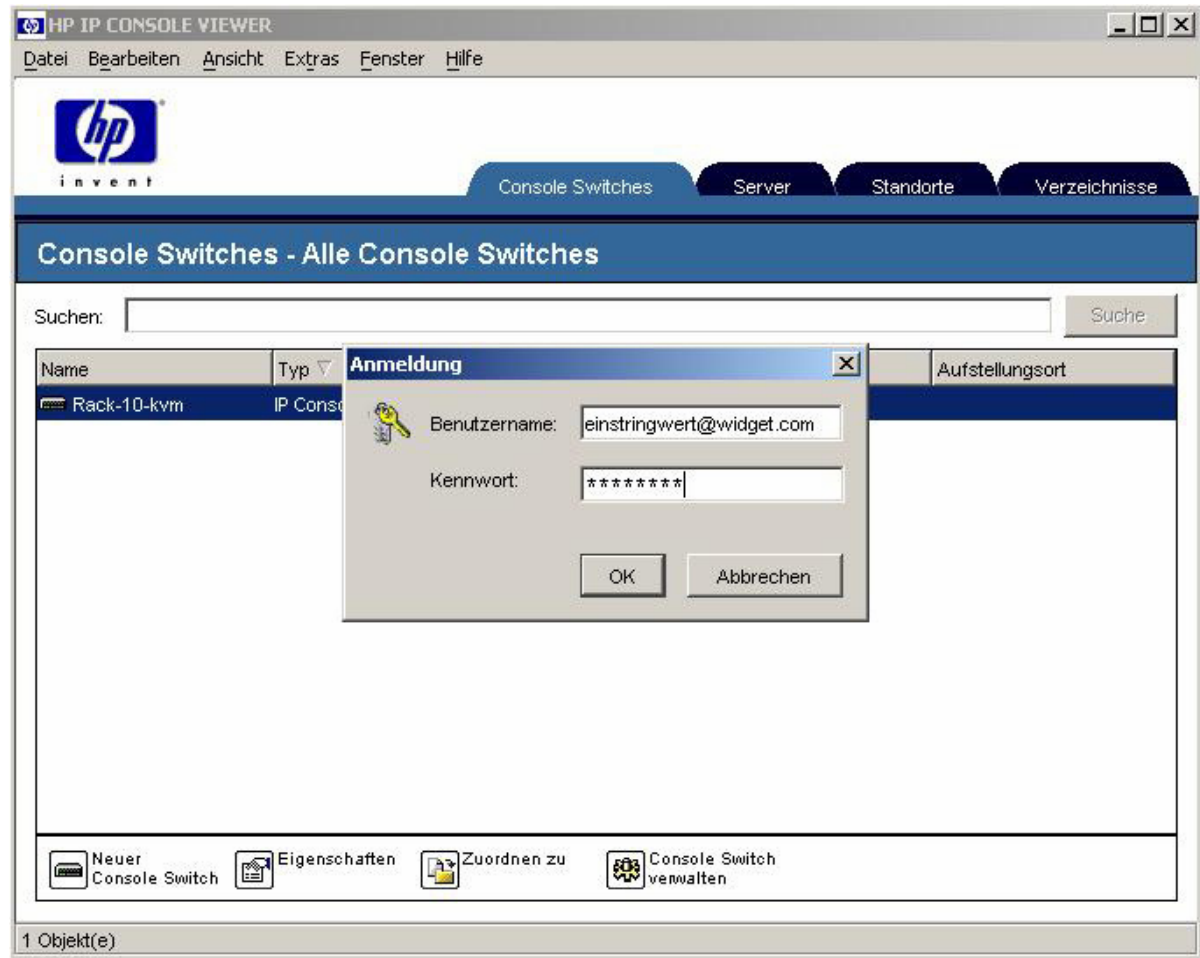 HP IP CONSOLE VIEWER
Datei Bearbeiten Ansicht Extras Fenster Hilfe
hp
invent
Console Switches Server Standorte Verzeichnisse
Console Switches - Alle Console Switches
Suchen: Suche
Name Typ Aufstellungsort
Rack-10-kvm IP Conso
Anmeldung
Benutzername: einstringwert@widget.com
Kennwort: ********
OK Abbrechen
Neuer Console Switch
Eigenschaften
Zuordnen zu
Console Switch verwalten
1 Objekt(e)